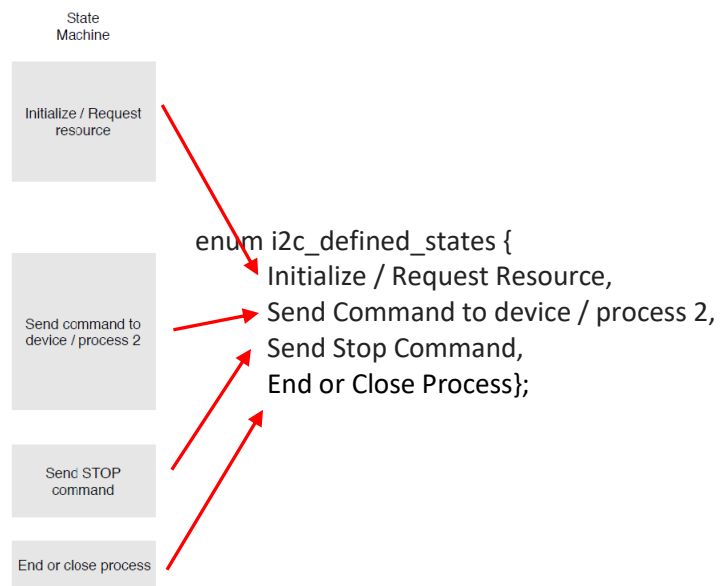 State
Machine
Initialize / Request
resource
enum i2c_defined_states {
Initialize / Request Resource,
Send Command to device / process 2,
Send Stop Command,
End or Close Process};
Send command to
device / process 2
Send STOP
command
End or close process